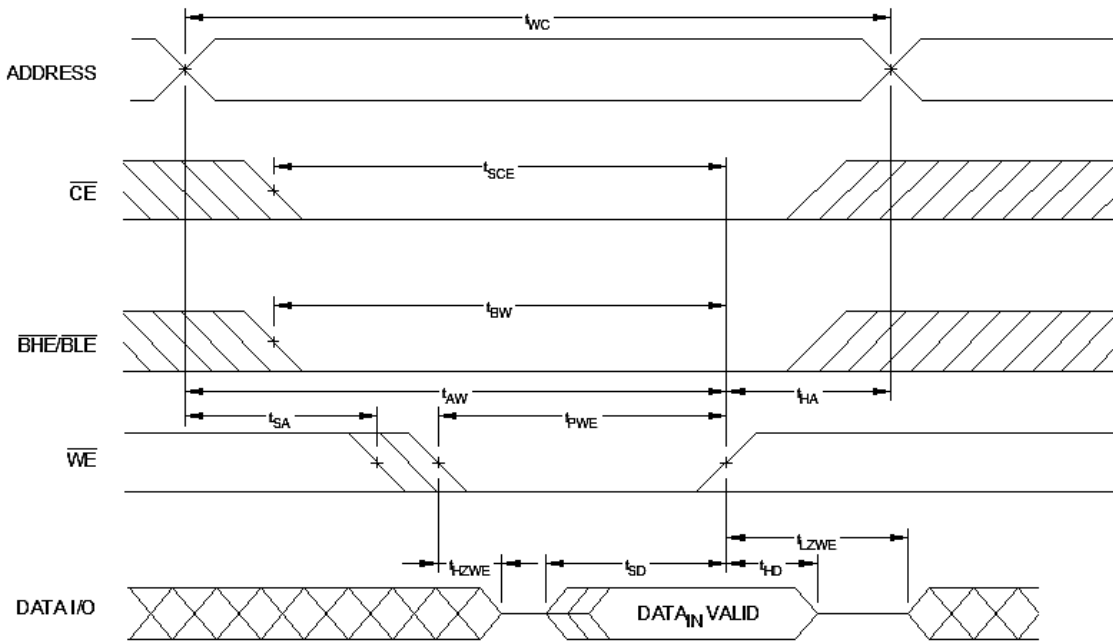 tWC
ADDRESS
tSCE
CE
tBW
BHE/BLE
tAW
tHA
tSA
tPWE
WE
tLZWE
tHZWE
tSD
tHD
DATA I/O
DATAIN VALID